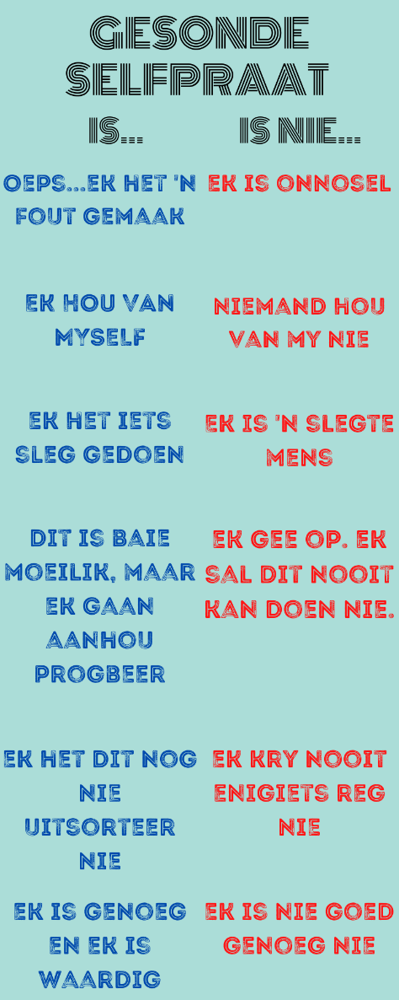 GESONDE
SELFPRAAT
IS...
IS NIE...
OEPS...EK HET 'N
FOUT GEMAAK
EK IS ONNOSEL
EK HOU VAN
MYSELF
NIEMAND HOU
VAN MY NIE
EK HET IETS
SLEG GEDOEN
EK IS 'N SLEGTE
MENS
DIT IS BAIE
MOEILIK, MAAR
EK GAAN
AANHOU
PROGBEER
EK GEE OP. EK
SAL DIT NOOIT
KAN DOEN NIE.
EK HET DIT NOG
NIE
UITSORTEER
NIE
EK KRY NOOIT
ENIGIETS REG
NIE
EK IS GENOEG
EN EK IS
WAARDIG
EK IS NIE GOED
GENOEG NIE